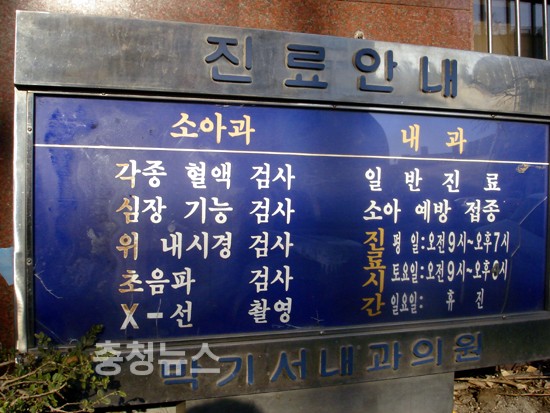 진료안내
소아과
내과
각종 혈액 검사
심장 기능 검사
위 내시경 검사
초음파 검사
X-선 촬영
일반진료
소아 예방 접종
진료시간
평 일:오전9시~오후7시
토요일:오전9시~오후 시
일요일: 휴 진
기서내과의원
충청뉴스